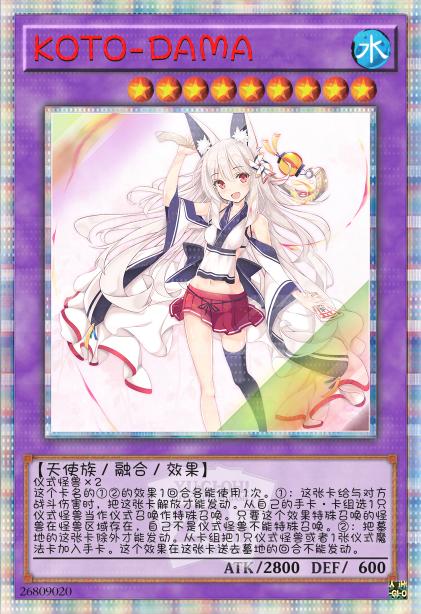 KOTO-DAMA
水
【天使族/融合/效果】
仪式怪兽×2
这个卡名的①②的效果1回合各能使用1次。①：这张卡给与对方
战斗伤害时，把这张卡解放才能发动。从自己的手卡·卡组选1只
仪式怪兽当作仪式召唤作特殊召唤。只要这个效果特殊召唤的怪
兽在怪兽区域存在，自己不是仪式怪兽不能特殊召唤。②：把墓
地的这张卡除外才能发动。从卡组把1只仪式怪兽或者1张仪式魔
法卡加入手卡。这个效果在这张卡送去墓地的回合不能发动。
ATK/2800 DEF/ 600
26809020